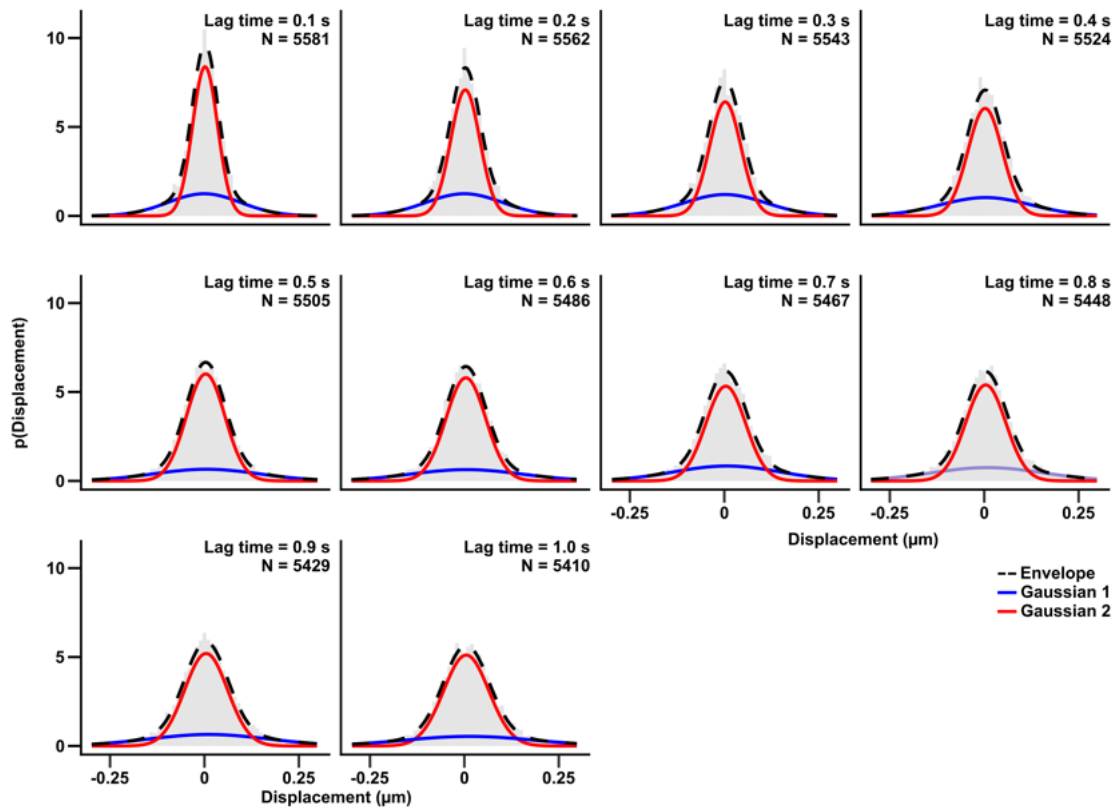 Lag time = 0.1 s
N = 5581
Lag time = 0.2 s
N = 5562
Lag time = 0.3 s
N = 5543
Lag time = 0.4 s
N = 5524
10
5
0
Lag time = 0.5 s
N = 5505
Lag time = 0.6 s
N = 5486
Lag time = 0.7 s
N = 5467
Lag time = 0.8 s
N = 5448
p(Displacement)
10
5
0
-0.25
0
0.25
-0.25
0
0.25
Displacement (µm)
Lag time = 0.9 s
N = 5429
Lag time = 1.0 s
N = 5410
10
5
0
-0.25
0
0.25
-0.25
0
0.25
Displacement (µm)
Envelope
Gaussian 1
Gaussian 2